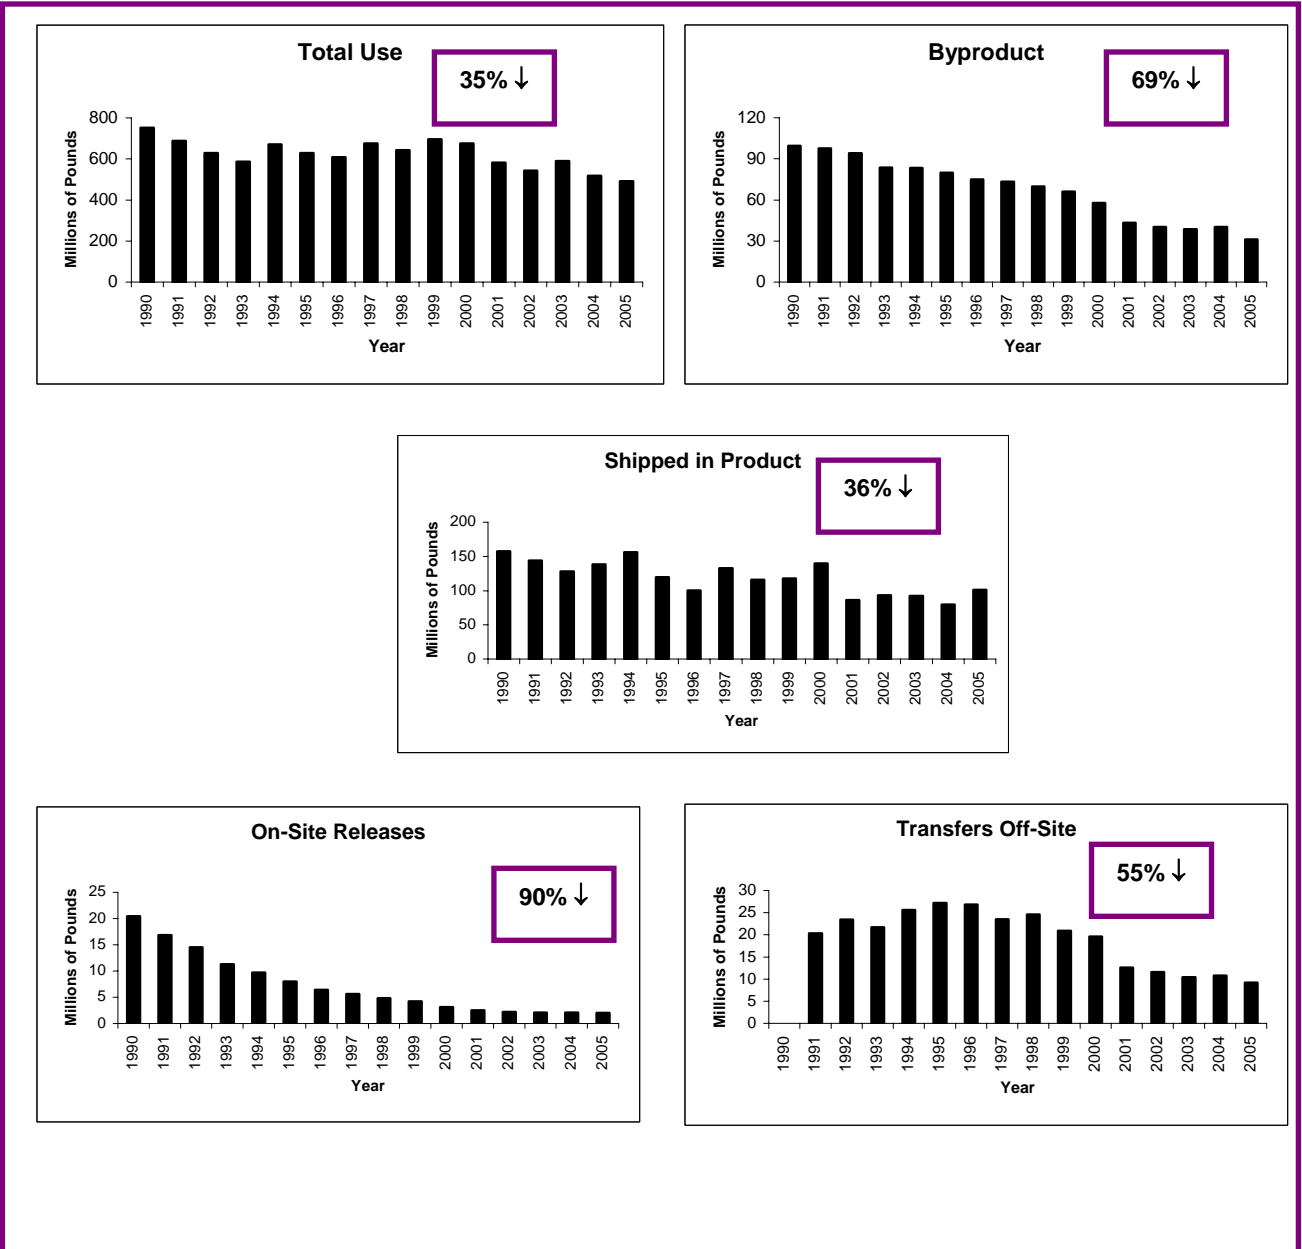 Total Use
35% ↓
Millions of Pounds
800
600
400
200
0
1990 1991 1992 1993 1994 1995 1996 1997 1998 1999 2000 2001 2002 2003 2004 2005
Year
Byproduct
69% ↓
Millions of Pounds
120
90
60
30
0
1990 1991 1992 1993 1994 1995 1996 1997 1998 1999 2000 2001 2002 2003 2004 2005
Year
Shipped in Product
36% ↓
Millions of Pounds
200
150
100
50
0
1990 1991 1992 1993 1994 1995 1996 1997 1998 1999 2000 2001 2002 2003 2004 2005
Year
On-Site Releases
90% ↓
Millions of Pounds
25
20
15
10
5
0
1990 1991 1992 1993 1994 1995 1996 1997 1998 1999 2000 2001 2002 2003 2004 2005
Year
Transfers Off-Site
55% ↓
Millions of Pounds
30
25
20
15
10
5
0
1990 1991 1992 1993 1994 1995 1996 1997 1998 1999 2000 2001 2002 2003 2004 2005
Year